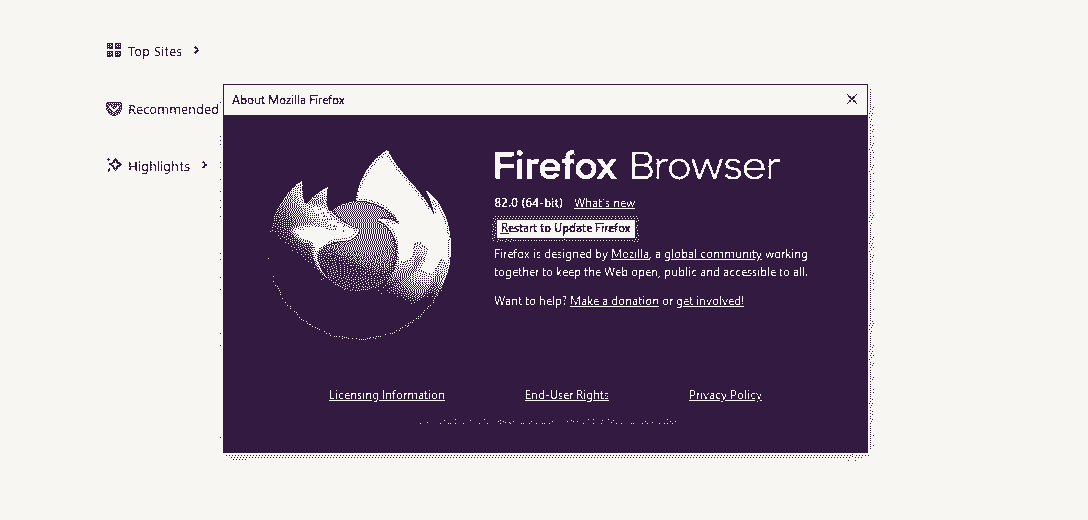 Top Sites
Recommended
Highlights
About Mozilla Firefox
Firefox Browser
82.0 (64-bit) What's new
Restart to Update Firefox
Firefox is designed by Mozilla, a global community working
together to keep the Web open, public and accessible to all.
Want to help? Make a donation or get involved!
Licensing Information End-User Rights Privacy Policy